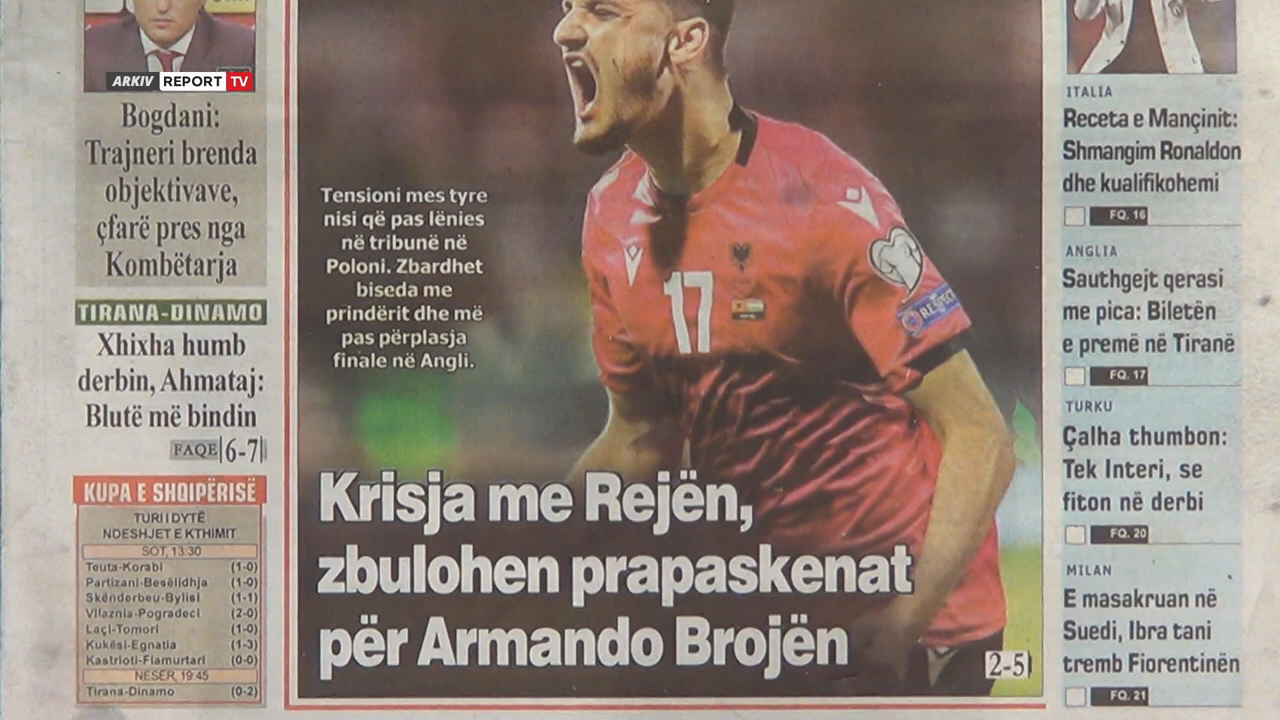 ARKIV REPORT TV
Bogdani:
Trajneri brenda
objektivave,
çfarë pres nga
Kombëtarja
TIRANA-DINAMO
Xhixha humb
derbin, Ahmataj:
Blutë më bindin
FAQE 6-7
KUPA E SHQIPËRISË
TURI I DYTË
NDESHJET E KTHIMIT
SOT, 13:30
Teuta-Korabi (1-0)
Partizani-Besëlidhja (1-0)
Skënderbeu-Bylisi (1-1)
Vllaznia-Pogradeci (2-0)
Laçi-Tomori (1-0)
Kukësi-Egnatia (1-3)
Kastrioti-Flamurtari (0-0)
NESER, 19:45
Tirana-Dinamo (0-2)
Tensioni mes tyre
nisi që pas lënies
në tribunë në
Poloni. Zbardhet
biseda me
prindërit dhe më
pas përplasja
finale në Angli.
17
Krisja me Rejën,
zbulohen prapaskenat
për Armando Brojën
2-5
ITALIA
Receta e Mançinit:
Shmangim Ronaldon
dhe kualifikohemi
FQ. 16
ANGLIA
Sauthgejt qerasi
me pica: Biletën
e premë në Tiranë
FQ. 17
TURKU
Çalha thumbon:
Tek Interi, se
fiton në derbi
FQ. 20
MILAN
E masakruan në
Suedi, Ibra tani
tremb Fiorentinën
FQ. 21